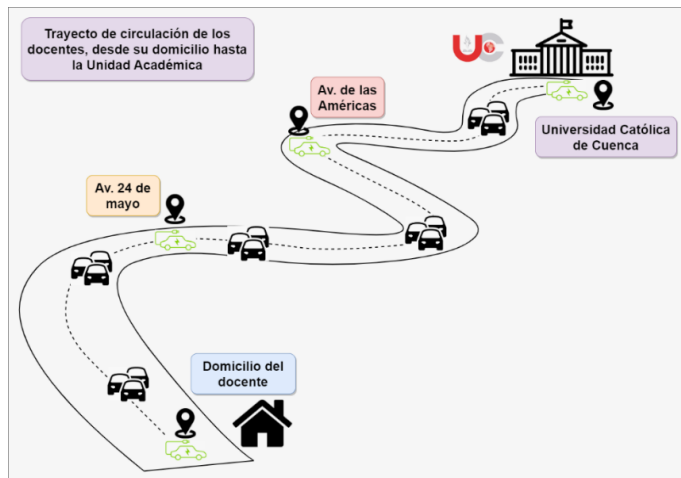 Trayecto de circulación de los
docentes, desde su domicilio hasta
la Unidad Académica
UC
Av. de las
Américas
Universidad Católica
de Cuenca
Av. 24 de
mayo
Domicilio del
docente